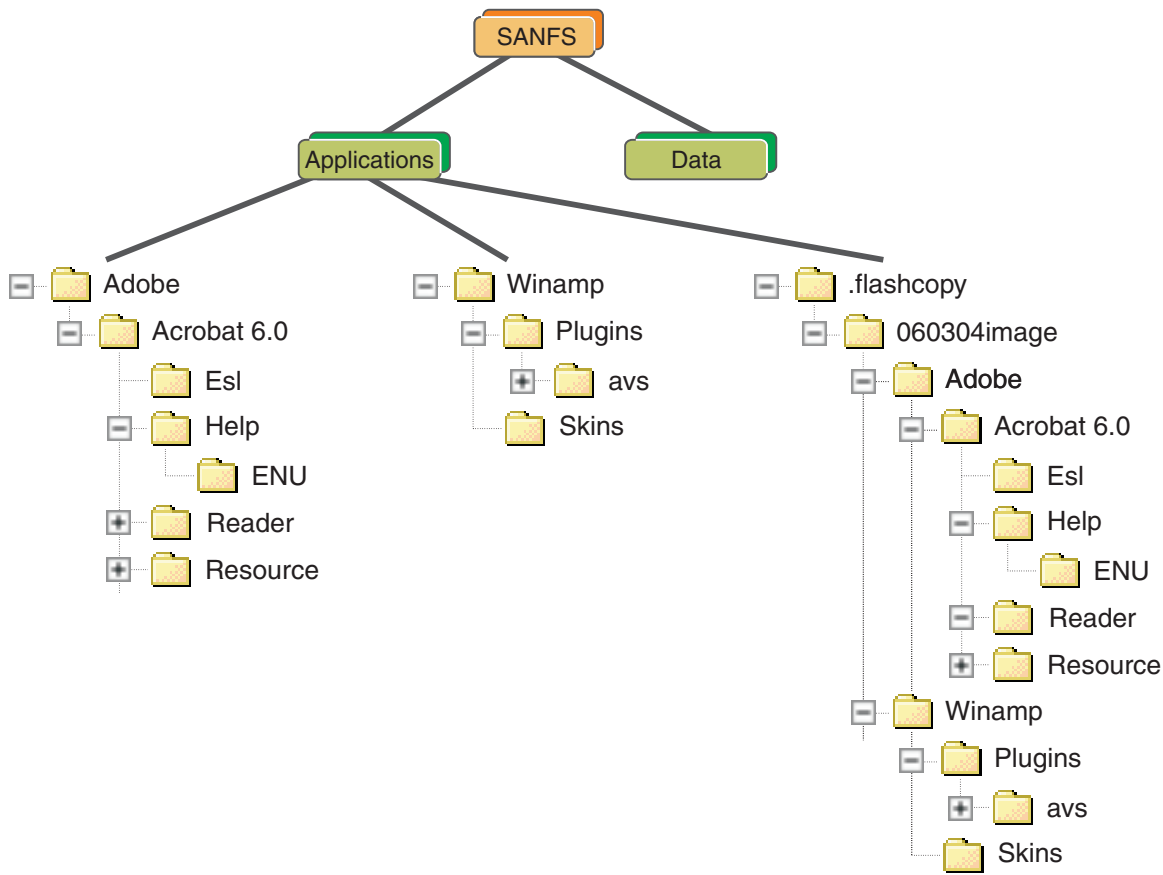 SANFS
Applications
Data
Adobe
Acrobat 6.0
Esl
Help
ENU
Reader
Resource
Winamp
Plugins
avs
Skins
.flashcopy
060304image
Adobe
Acrobat 6.0
Esl
Help
ENU
Reader
Resource
Winamp
Plugins
avs
Skins